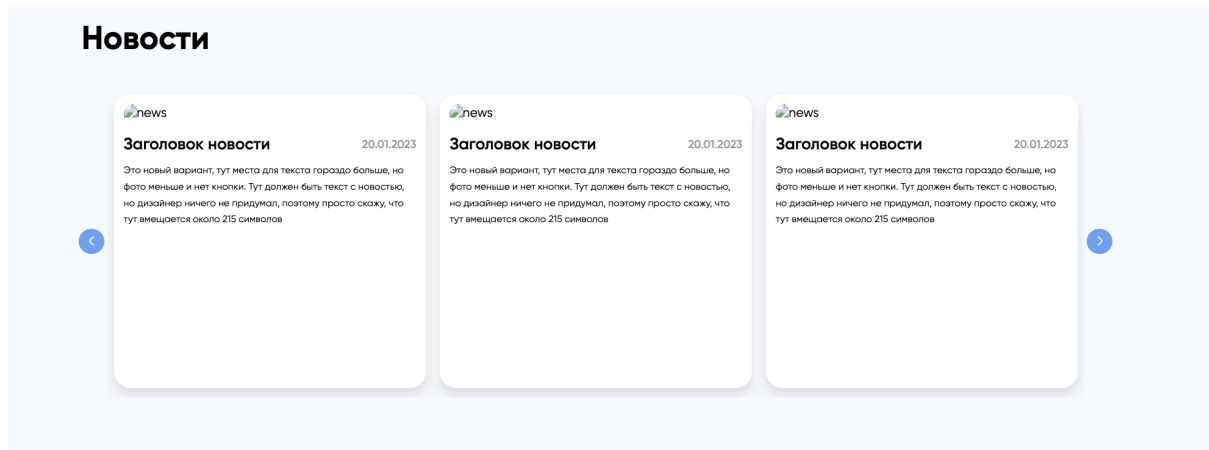 Новости
news
Заголовок новости 20.01.2023
Это новый вариант, тут места для текста гораздо больше, но
фото меньше и нет кнопки. Тут должен быть текст с новостью,
но дизайнер ничего не придумал, поэтому просто скажу, что
тут вмещается около 215 символов
news
Заголовок новости 20.01.2023
Это новый вариант, тут места для текста гораздо больше, но
фото меньше и нет кнопки. Тут должен быть текст с новостью,
но дизайнер ничего не придумал, поэтому просто скажу, что
тут вмещается около 215 символов
news
Заголовок новости 20.01.2023
Это новый вариант, тут места для текста гораздо больше, но
фото меньше и нет кнопки. Тут должен быть текст с новостью,
но дизайнер ничего не придумал, поэтому просто скажу, что
тут вмещается около 215 символов